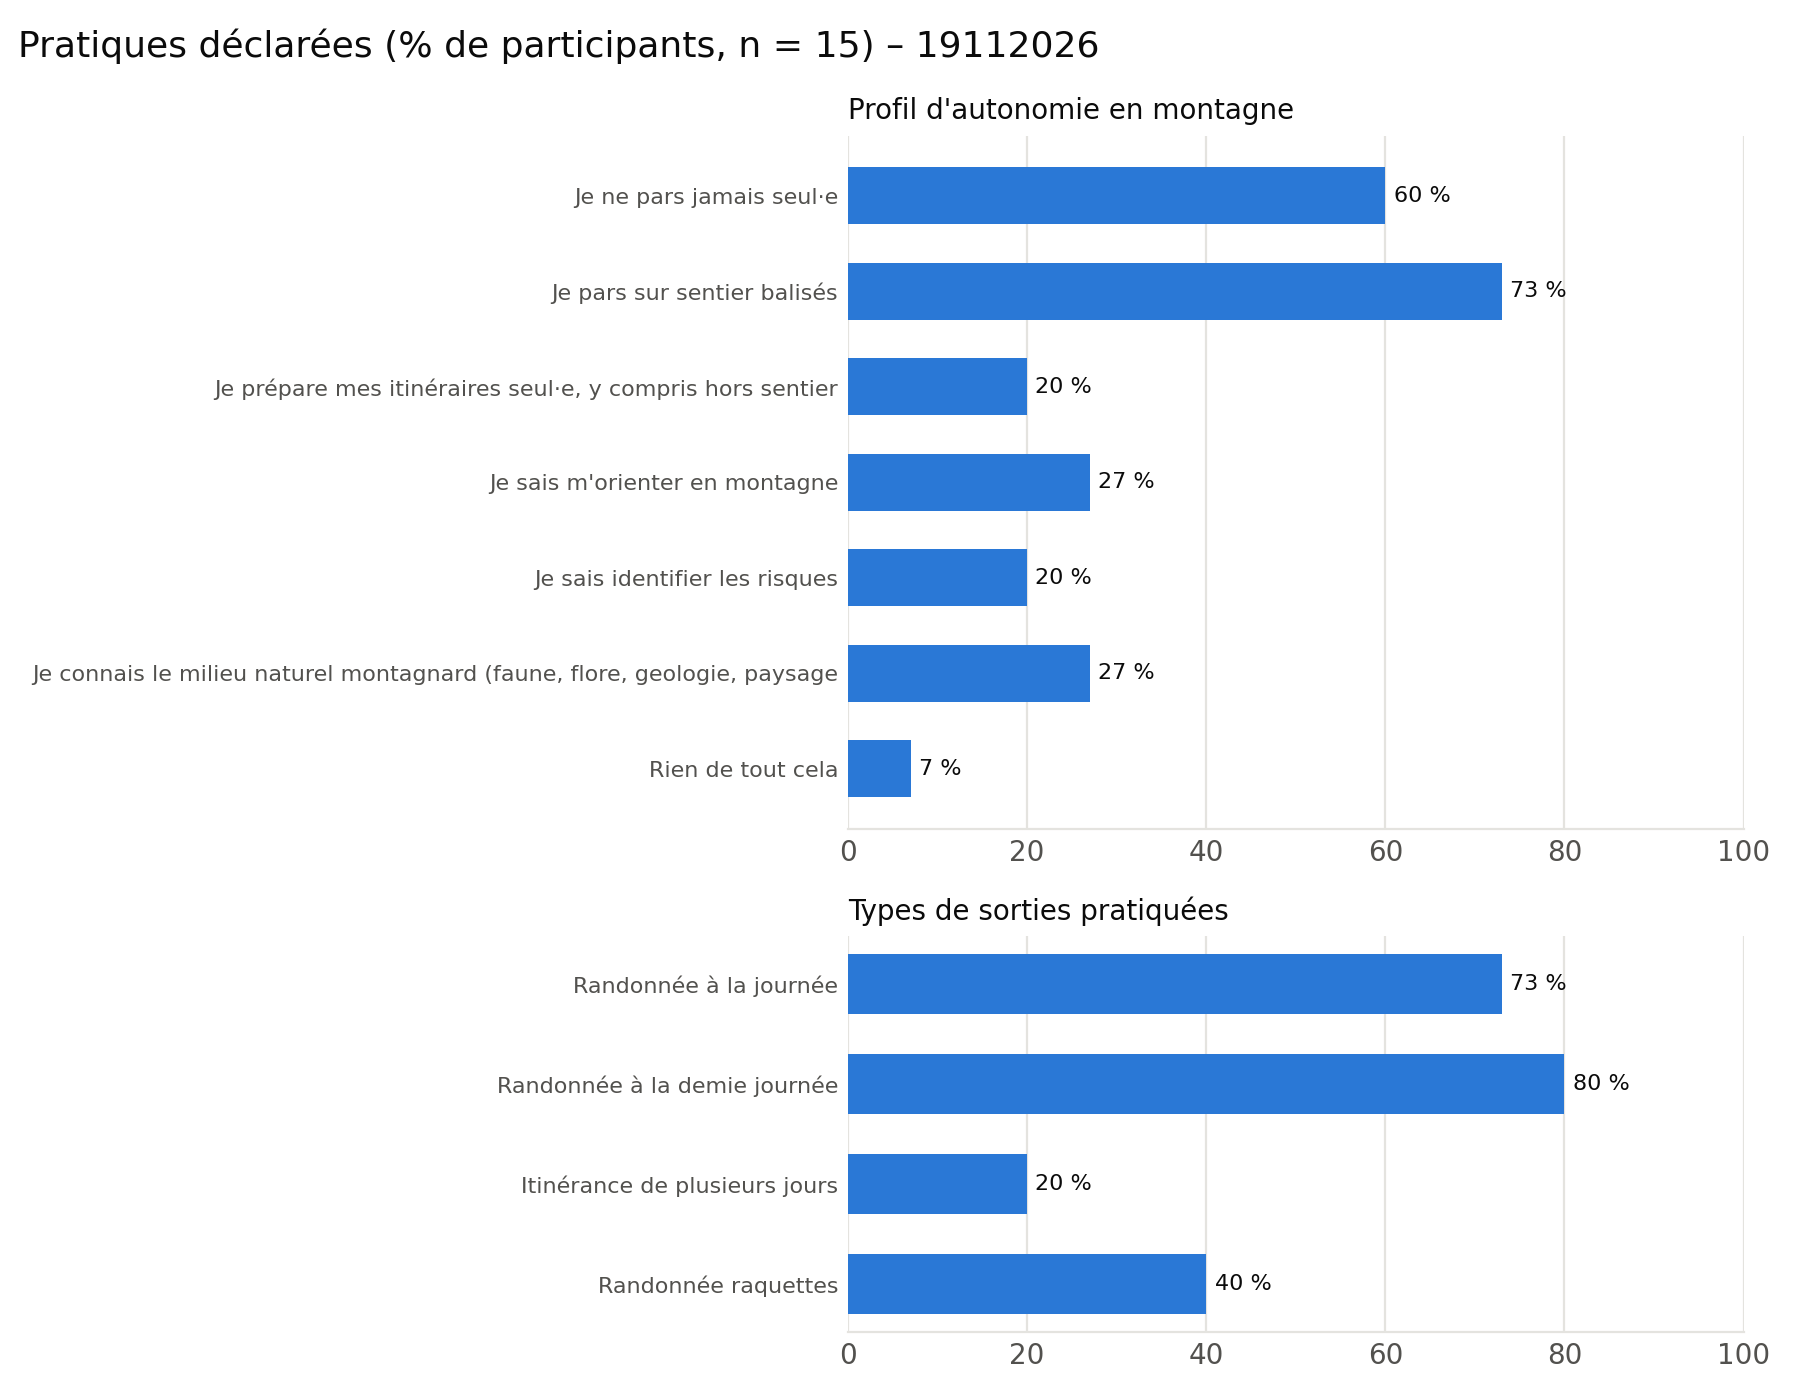 Pratiques déclarées (% de participants, n = 15) – 19112026
Profil d'autonomie en montagne
Je ne pars jamais seul·e 60 %
Je pars sur sentier balisés 73 %
Je prépare mes itinéraires seul·e, y compris hors sentier 20 %
Je sais m'orienter en montagne 27 %
Je sais identifier les risques 20 %
Je connais le milieu naturel montagnard (faune, flore, geologie, paysage 27 %
Rien de tout cela 7 %
0 20 40 60 80 100
Types de sorties pratiquées
Randonnée à la journée 73 %
Randonnée à la demie journée 80 %
Itinérance de plusieurs jours 20 %
Randonnée raquettes 40 %
0 20 40 60 80 100